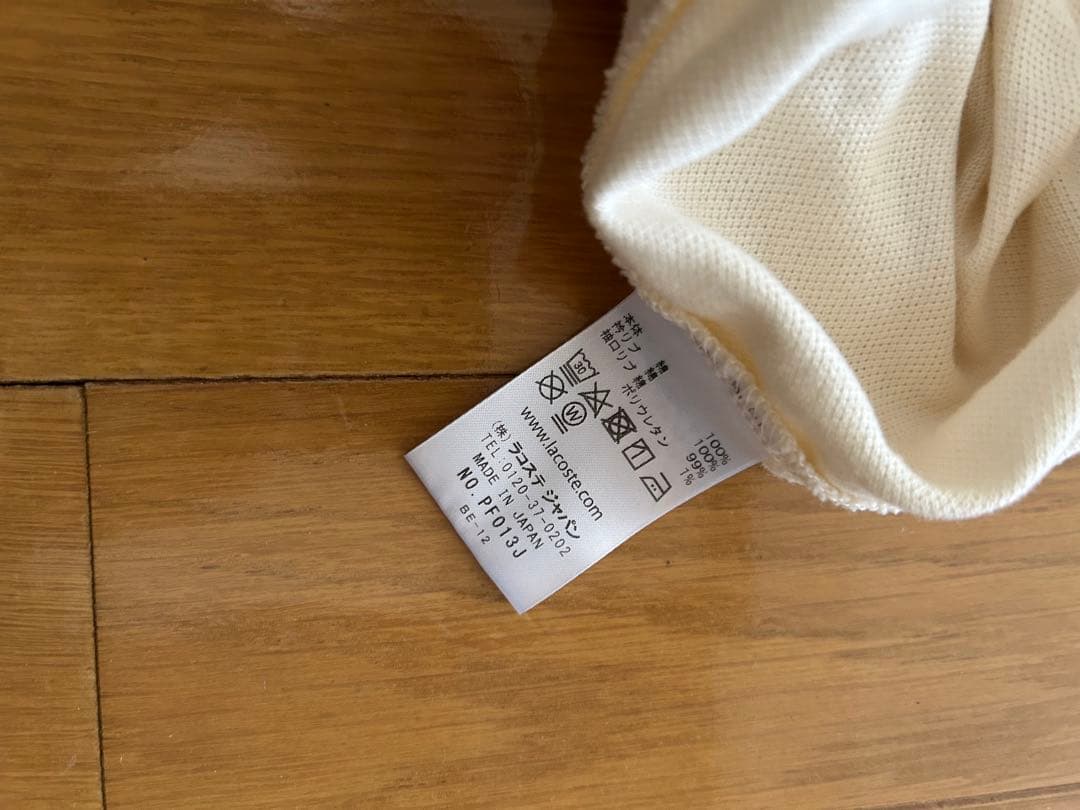 本体 綿 100%
衿リブ 綿 100%
袖口リブ 綿 99%
ポリウレタン 1%
30
W
www.lacoste.com
(株)ラコステ ジャパン
TEL:0120-37-0202
MADE IN JAPAN
NO. PF013J
BE-12